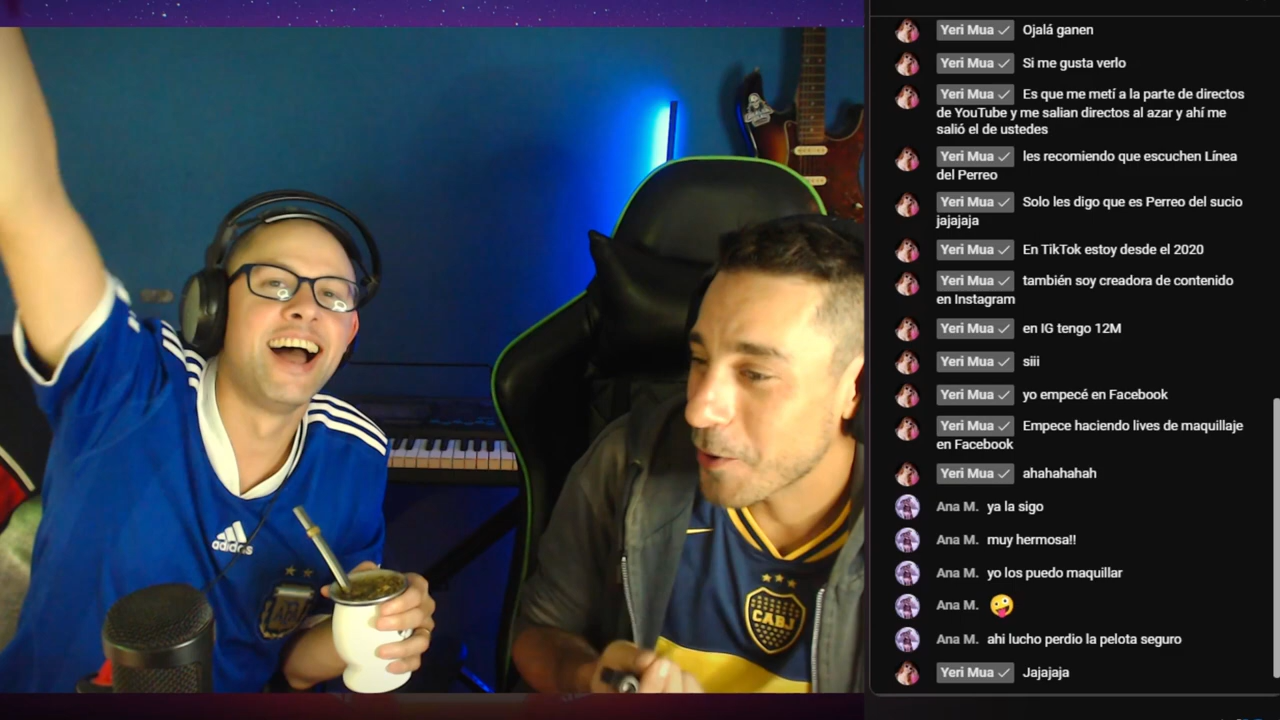 adidas
AFA
CABJ
Yeri Mua ✓ Ojalá ganen
Yeri Mua ✓ Si me gusta verlo
Yeri Mua ✓ Es que me metí a la parte de directos
de YouTube y me salian directos al azar y ahí me
salió el de ustedes
Yeri Mua ✓ les recomiendo que escuchen Línea
del Perreo
Yeri Mua ✓ Solo les digo que es Perreo del sucio
jajajaja
Yeri Mua ✓ En TikTok estoy desde el 2020
Yeri Mua ✓ también soy creadora de contenido
en Instagram
Yeri Mua ✓ en IG tengo 12M
Yeri Mua ✓ siii
Yeri Mua ✓ yo empecé en Facebook
Yeri Mua ✓ Empece haciendo lives de maquillaje
en Facebook
Yeri Mua ✓ ahahahahah
Ana M. ya la sigo
Ana M. muy hermosa!!
Ana M. yo los puedo maquillar
Ana M. 🤪
Ana M. ahi lucho perdio la pelota seguro
Yeri Mua ✓ Jajajaja